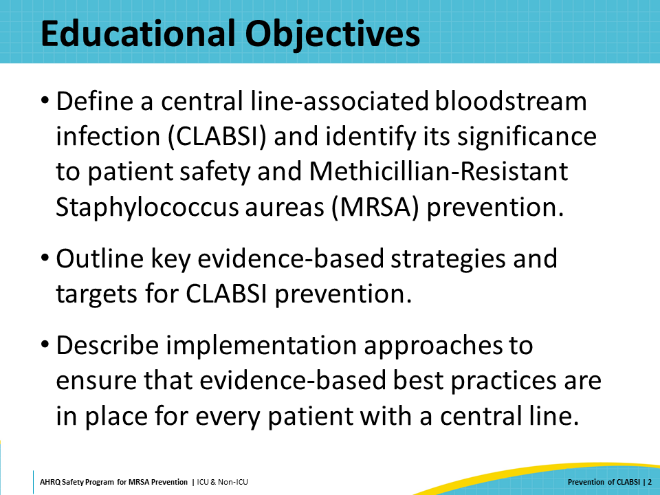 Educational Objectives
• Define a central line-associated bloodstream
infection (CLABSI) and identify its significance
to patient safety and Methicillian-Resistant
Staphylococcus aureas (MRSA) prevention.
• Outline key evidence-based strategies and
targets for CLABSI prevention.
• Describe implementation approaches to
ensure that evidence-based best practices are
in place for every patient with a central line.
AHRQ Safety Program for MRSA Prevention | ICU & Non-ICU
Prevention of CLABSI | 2